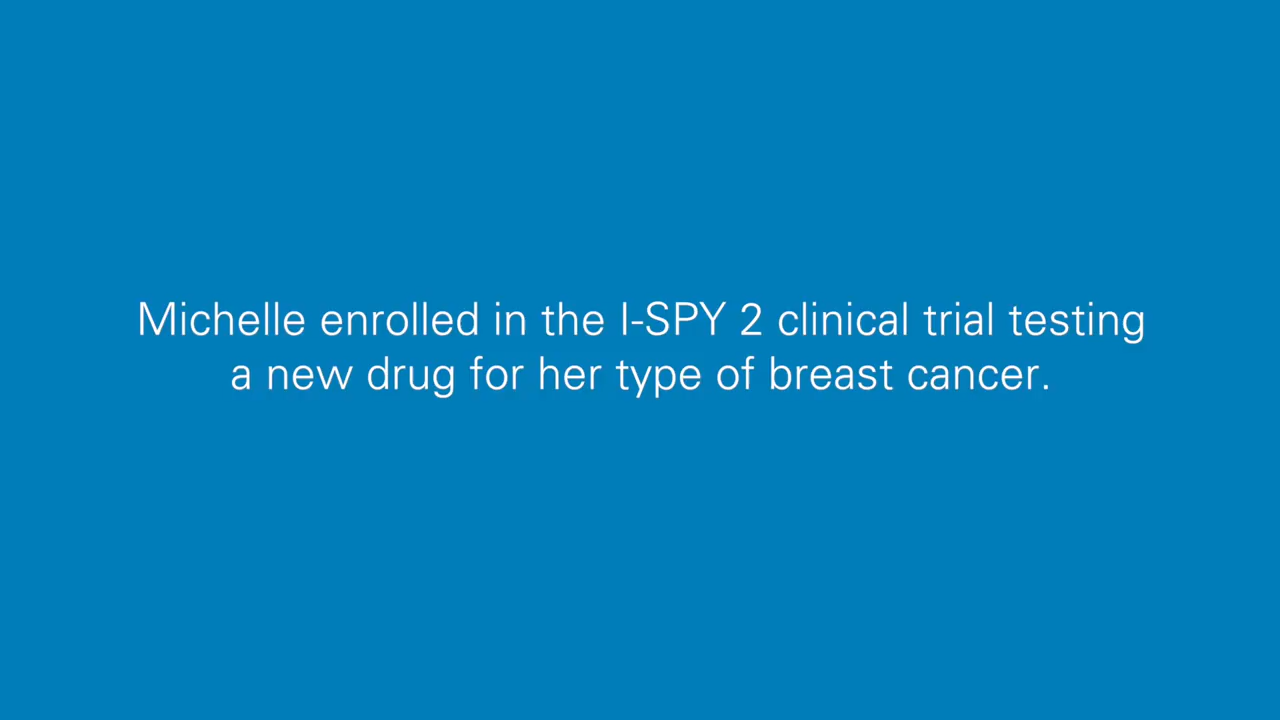 Michelle enrolled in the I-SPY 2 clinical trial testing
a new drug for her type of breast cancer.